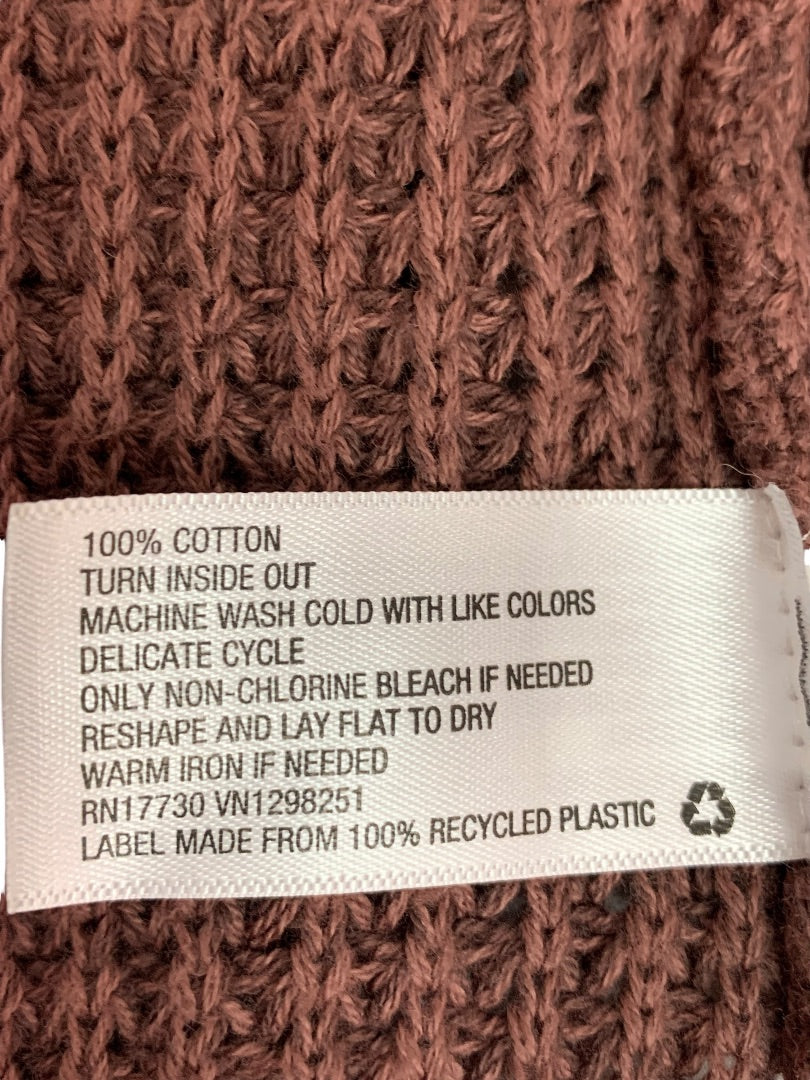 100% COTTON
TURN INSIDE OUT
MACHINE WASH COLD WITH LIKE COLORS
DELICATE CYCLE
ONLY NON-CHLORINE BLEACH IF NEEDED
RESHAPE AND LAY FLAT TO DRY
WARM IRON IF NEEDED
RN17730 VN1298251
LABEL MADE FROM 100% RECYCLED PLASTIC